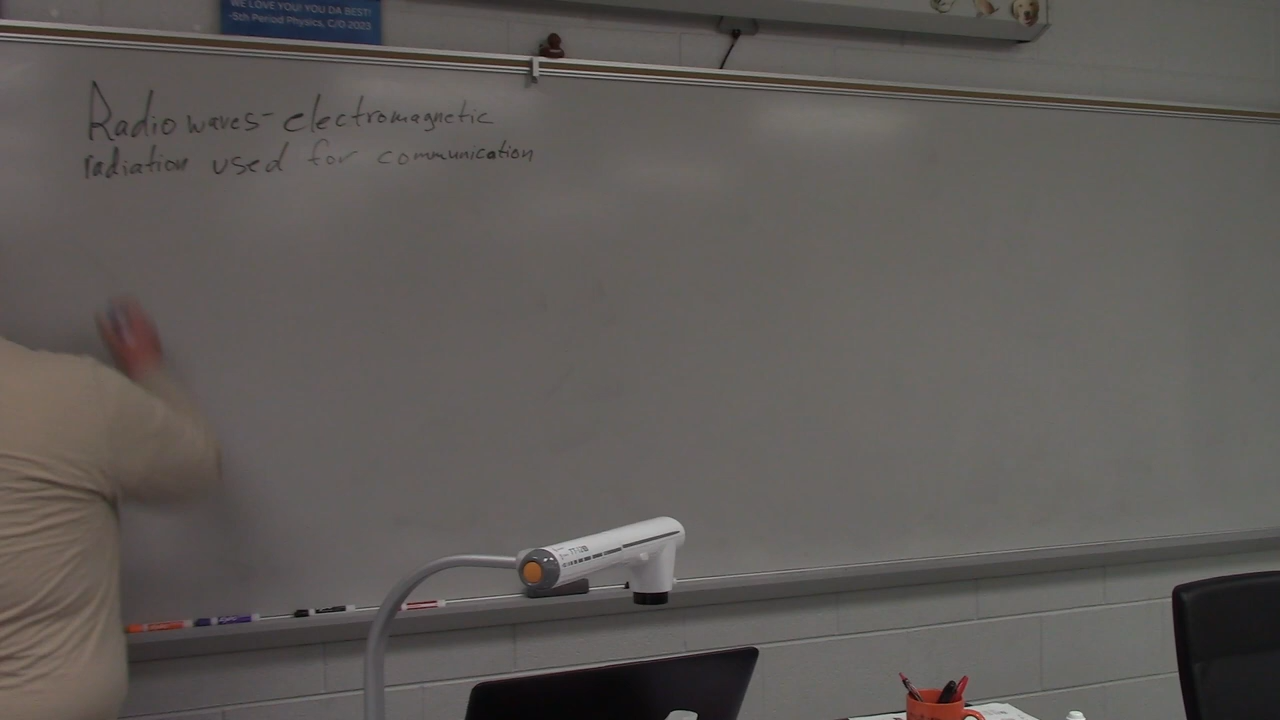 WE LOVE YOU! YOU DA BEST!
-5th Period Physics, C/O 2023
Radio waves- electromagnetic
radiation used for communication